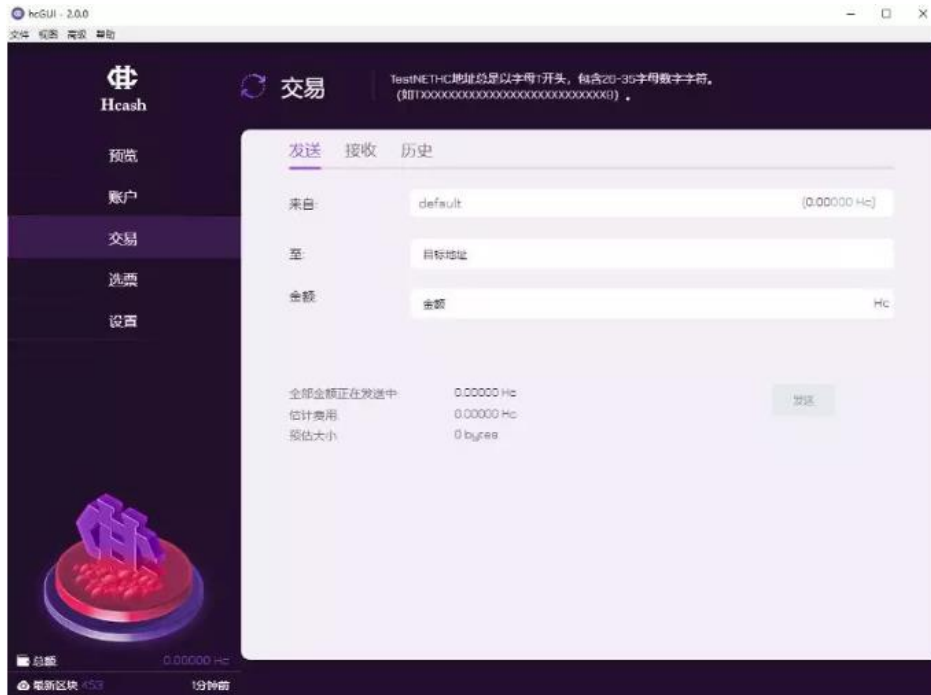 hcGUI - 2.0.0
文件 视图 高级 帮助
Hcash
交易
TestNETHC地址总是以字母T开头，包含26-35字母数字字符。
预览
账户
交易
选票
设置
发送 接收 历史
来自: default (0.00000 Hc)
至: 目标地址
金额: 金额 Hc
全部金额正在发送中 0.00000 Hc
发送
估计费用 0.00000 Hc
预估大小 0 bytes
总额 0.00000 Hc
最新区块 453 1分钟前